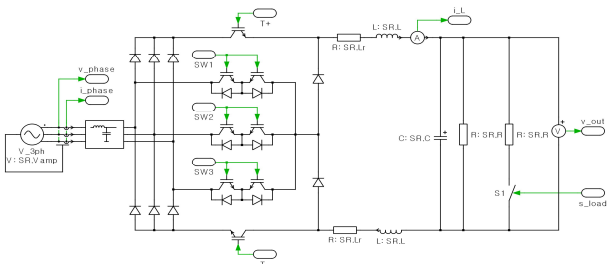 T+
i_L
L: SR.L
R: SR.Lr
A
SW1
v_phase
i_phase
SW2
V_3ph
V: SR.Vamp
C: SR.C
R: SR.R
R: SR.R
V
v_out
SW3
S1
s_load
R: SR.Lr
L: SR.L